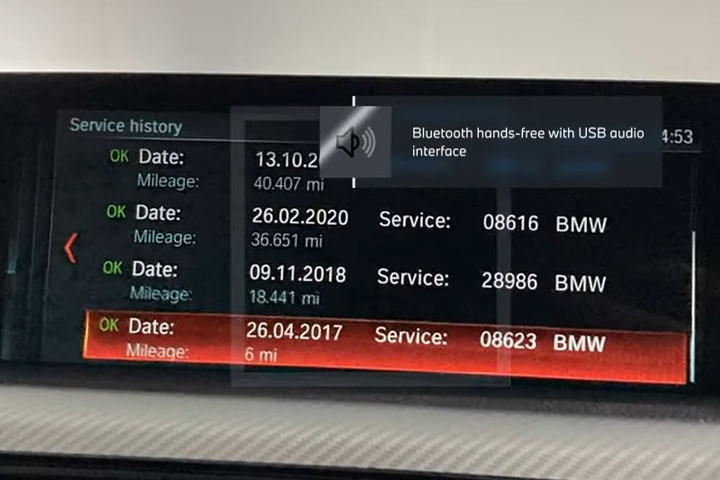 Service history
4:53
Bluetooth hands-free with USB audio
interface
OK Date: 13.10.2
Mileage: 40.407 mi
OK Date: 26.02.2020 Service: 08616 BMW
Mileage: 36.651 mi
OK Date: 09.11.2018 Service: 28986 BMW
Mileage: 18.441 mi
OK Date: 26.04.2017 Service: 08623 BMW
Mileage: 6 mi